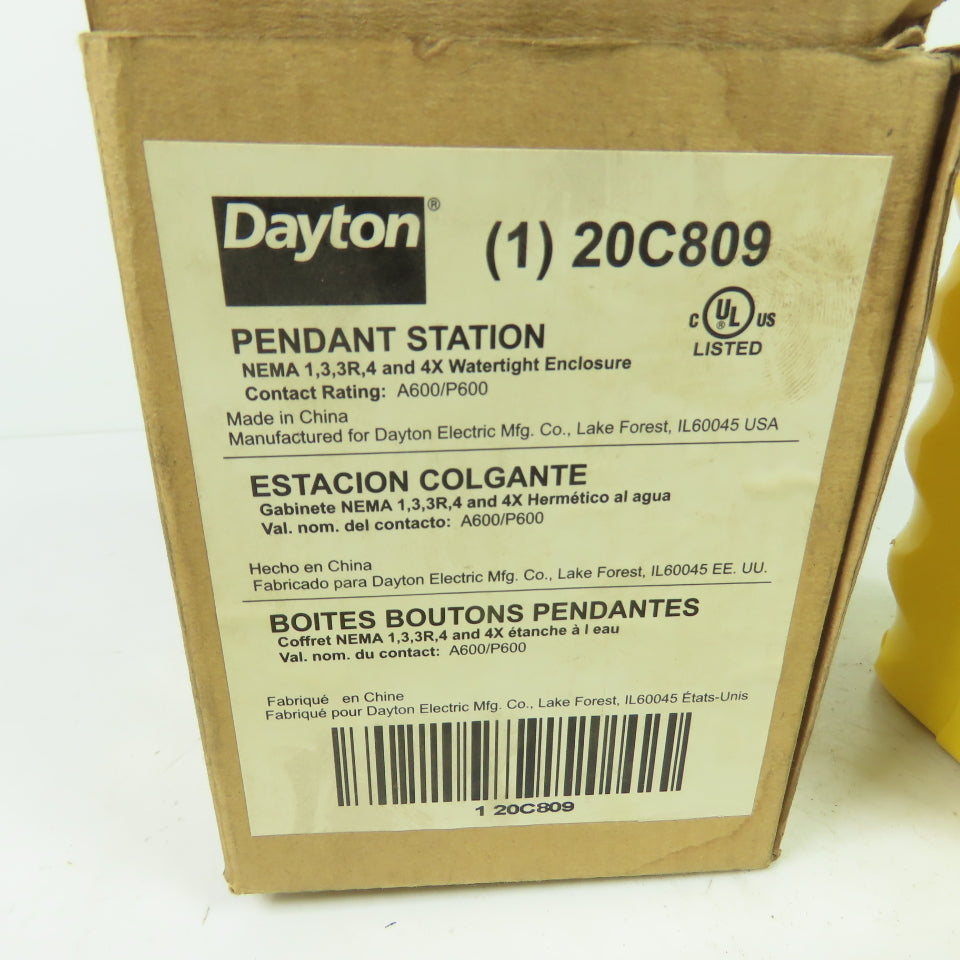 Dayton®
(1) 20C809
C UL® US
LISTED
PENDANT STATION
NEMA 1,3,3R,4 and 4X Watertight Enclosure
Contact Rating: A600/P600
Made in China
Manufactured for Dayton Electric Mfg. Co., Lake Forest, IL60045 USA
ESTACION COLGANTE
Gabinete NEMA 1,3,3R,4 and 4X Hermético al agua
Val. nom. del contacto: A600/P600
Hecho en China
Fabricado para Dayton Electric Mfg. Co., Lake Forest, IL60045 EE. UU.
BOITES BOUTONS PENDANTES
Coffret NEMA 1,3,3R,4 and 4X étanche à l eau
Val. nom. du contact: A600/P600
Fabriqué en Chine
Fabriqué pour Dayton Electric Mfg. Co., Lake Forest, IL60045 États-Unis
1 20C809